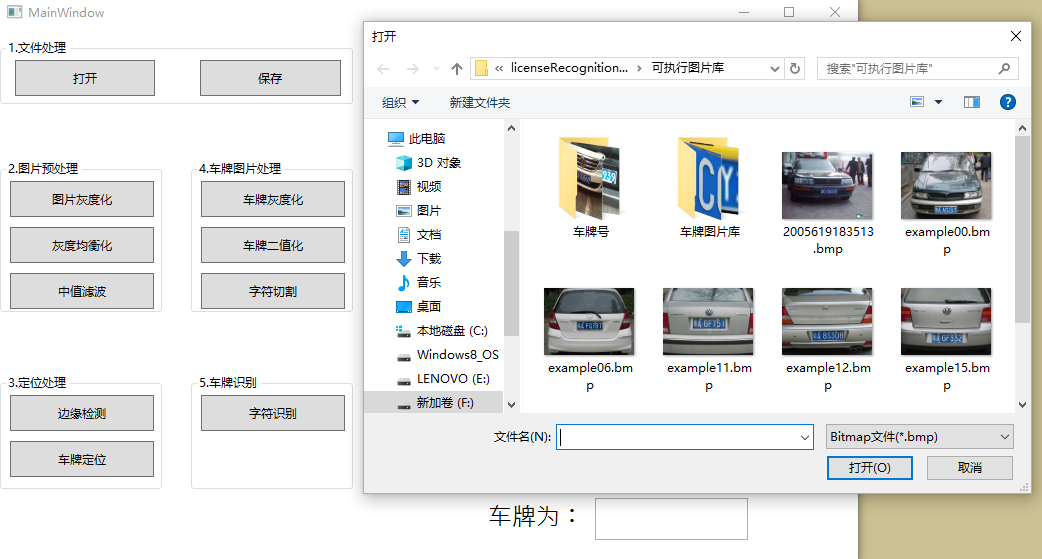 MainWindow
1.文件处理
打开
保存
2.图片预处理
图片灰度化
灰度均衡化
中值滤波
4.车牌图片处理
车牌灰度化
车牌二值化
字符切割
3.定位处理
边缘检测
车牌定位
5.车牌识别
字符识别
车牌为：
打开
« licenseRecognition... › 可执行图片库
搜索"可执行图片库"
组织
新建文件夹
此电脑
3D 对象
视频
图片
文档
下载
音乐
桌面
本地磁盘 (C:)
Windows8_OS
LENOVO (E:)
新加卷 (F:)
车牌号
车牌图片库
2005619183513
.bmp
example00.bm
p
example06.bm
p
example11.bm
p
example12.bm
p
example15.bm
p
文件名(N):
Bitmap文件(*.bmp)
打开(O)
取消